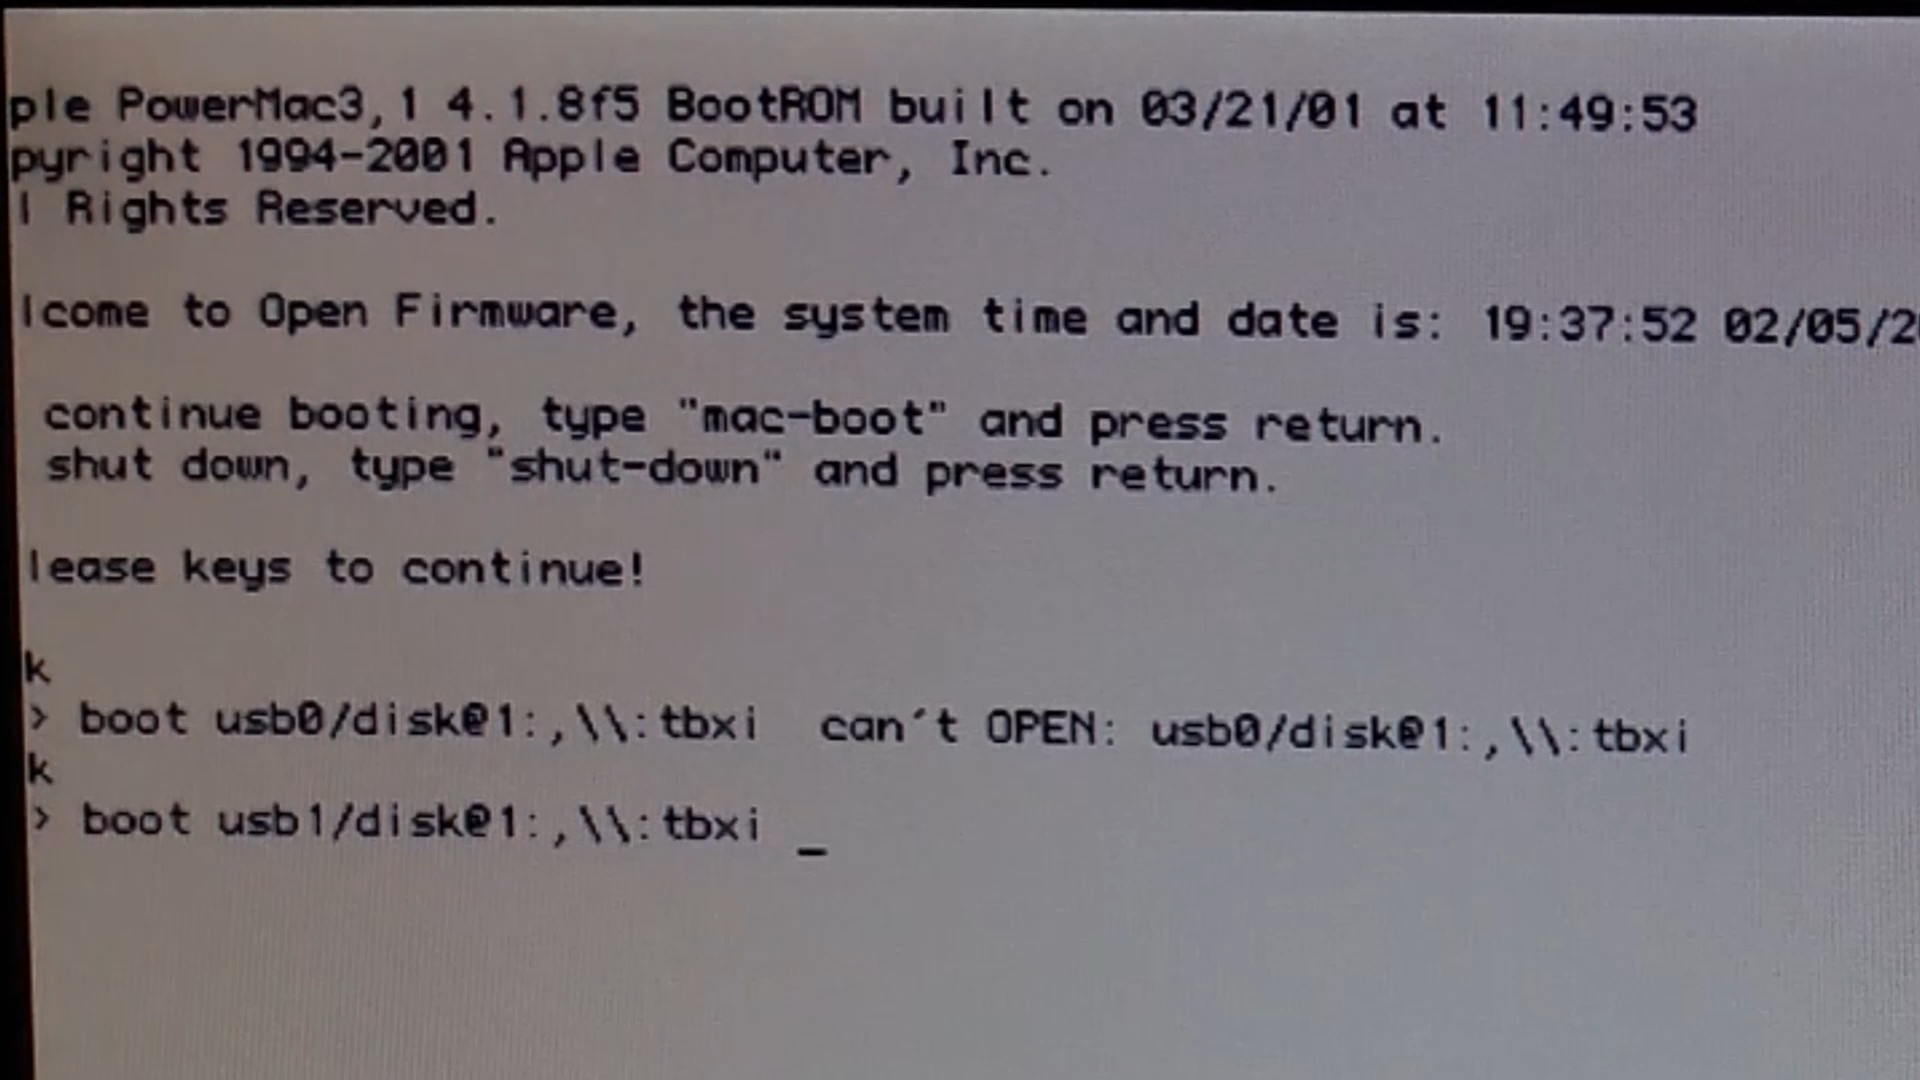 ple PowerMac3,1 4.1.8f5 BootROM built on 03/21/01 at 11:49:53
pyright 1994-2001 Apple Computer, Inc.
l Rights Reserved.
lcome to Open Firmware, the system time and date is: 19:37:52 02/05/2
continue booting, type "mac-boot" and press return.
shut down, type "shut-down" and press return.
lease keys to continue!
k
> boot usb0/disk@1:,\\:tbxi  can't OPEN: usb0/disk@1:,\\:tbxi
k
> boot usb1/disk@1:,\\:tbxi _